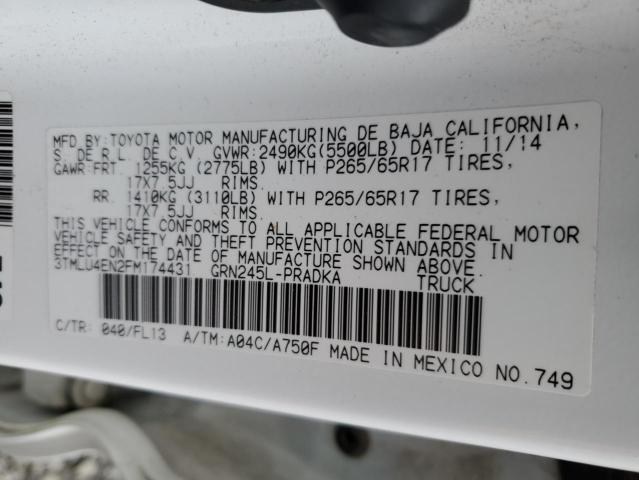 MFD BY:TOYOTA MOTOR MANUFACTURING DE BAJA CALIFORNIA,
S. DE R.L. DE C.V. GVWR:2490KG(5500LB) DATE: 11/14
GAWR:FRT. 1255KG (2775LB) WITH P265/65R17 TIRES,
17X7.5JJ RIMS.
RR. 1410KG (3110LB) WITH P265/65R17 TIRES,
17X7.5JJ RIMS.
THIS VEHICLE CONFORMS TO ALL APPLICABLE FEDERAL MOTOR
VEHICLE SAFETY AND THEFT PREVENTION STANDARDS IN
EFFECT ON THE DATE OF MANUFACTURE SHOWN ABOVE.
3TMLU4EN2FM174431 GRN245L-PRADKA TRUCK
C/TR: 040/FL13 A/TM:A04C/A750F MADE IN MEXICO NO.749